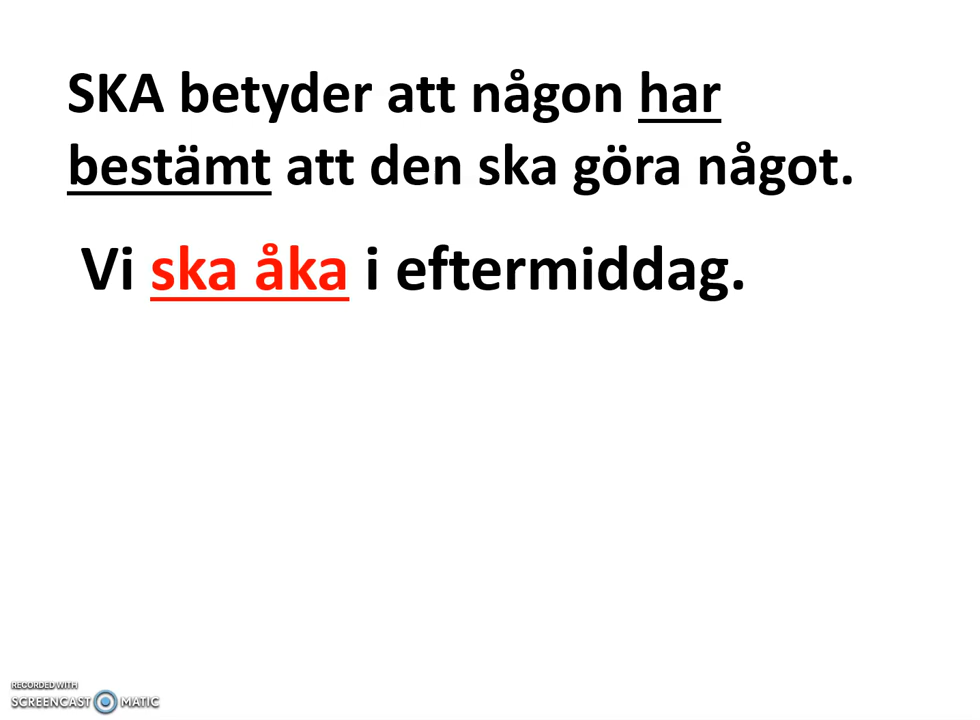 SKA betyder att någon har
bestämt att den ska göra något.
Vi ska åka i eftermiddag.
RECORDED WITH
SCREENCAST MATIC